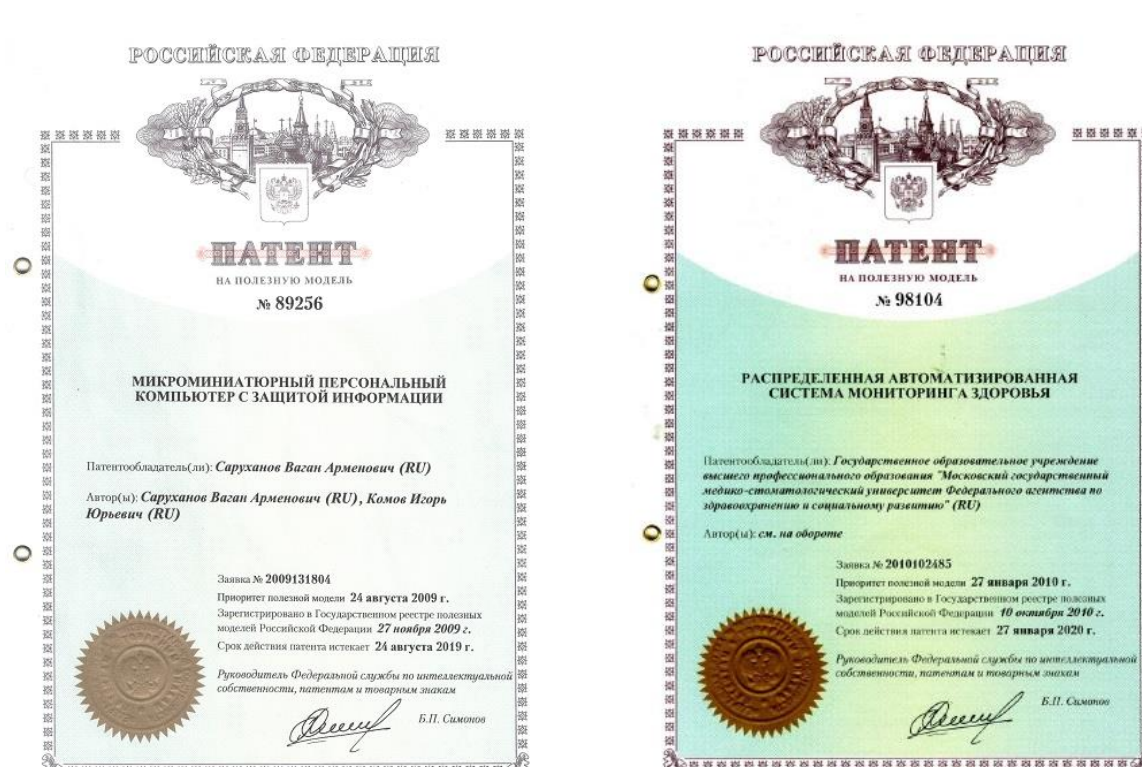 РОССИЙСКАЯ ФЕДЕРАЦИЯ
ПАТЕНТ
НА ПОЛЕЗНУЮ МОДЕЛЬ
№ 89256
МИКРОМИНИАТЮРНЫЙ ПЕРСОНАЛЬНЫЙ
КОМПЬЮТЕР С ЗАЩИТОЙ ИНФОРМАЦИИ
Патентообладатель(ли): Саруханов Ваган Арменович (RU)
Автор(ы): Саруханов Ваган Арменович (RU), Комов Игорь
Юрьевич (RU)
Заявка № 2009131804
Приоритет полезной модели 24 августа 2009 г.
Зарегистрировано в Государственном реестре полезных
моделей Российской Федерации 27 ноября 2009 г.
Срок действия патента истекает 24 августа 2019 г.
Руководитель Федеральной службы по интеллектуальной
собственности, патентам и товарным знакам
Б.П. Симонов
РОССИЙСКАЯ ФЕДЕРАЦИЯ
ПАТЕНТ
НА ПОЛЕЗНУЮ МОДЕЛЬ
№ 98104
РАСПРЕДЕЛЕННАЯ АВТОМАТИЗИРОВАННАЯ
СИСТЕМА МОНИТОРИНГА ЗДОРОВЬЯ
Патентообладатель(ли): Государственное образовательное учреждение
высшего профессионального образования "Московский государственный
медико-стоматологический университет Федерального агентства по
здравоохранению и социальному развитию" (RU)
Автор(ы): см. на обороте
Заявка № 2010102485
Приоритет полезной модели 27 января 2010 г.
Зарегистрировано в Государственном реестре полезных
моделей Российской Федерации 10 октября 2010 г.
Срок действия патента истекает 27 января 2020 г.
Руководитель Федеральной службы по интеллектуальной
собственности, патентам и товарным знакам
Б.П. Симонов